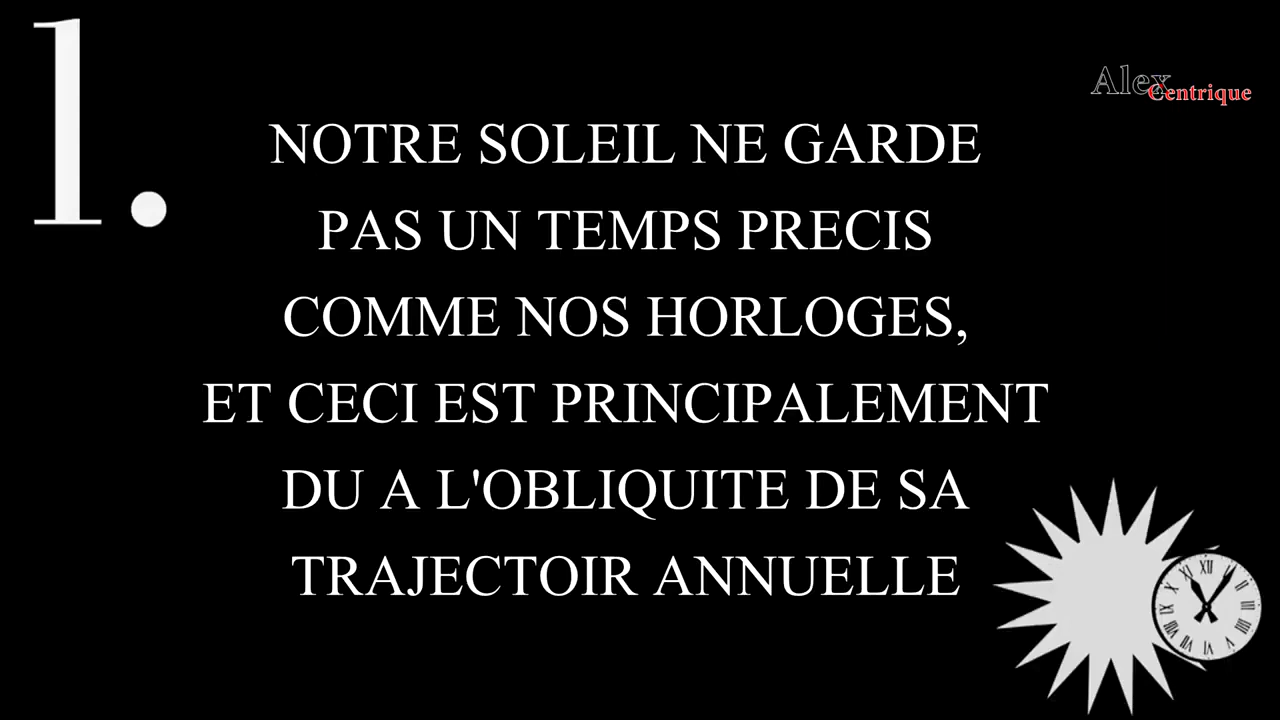 1.
Alex
Centrique
NOTRE SOLEIL NE GARDE
PAS UN TEMPS PRECIS
COMME NOS HORLOGES,
ET CECI EST PRINCIPALEMENT
DU A L'OBLIQUITE DE SA
TRAJECTOIR ANNUELLE